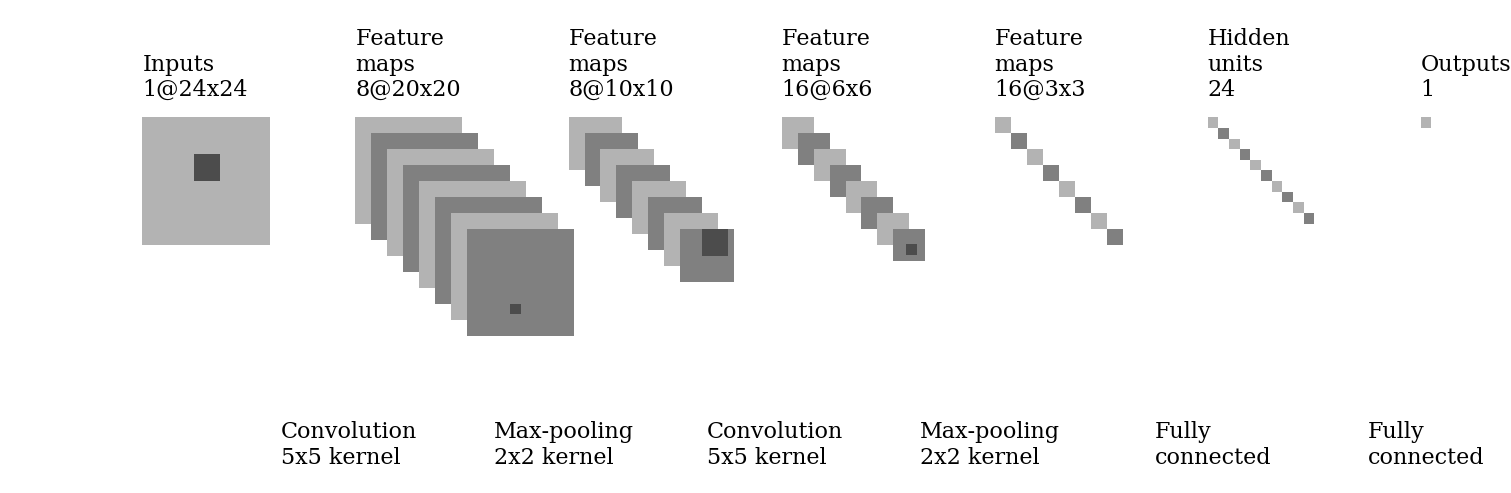 Inputs
1@24x24
Feature
maps
8@20x20
Feature
maps
8@10x10
Feature
maps
16@6x6
Feature
maps
16@3x3
Hidden
units
24
Outputs
1
Convolution
5x5 kernel
Max-pooling
2x2 kernel
Convolution
5x5 kernel
Max-pooling
2x2 kernel
Fully
connected
Fully
connected